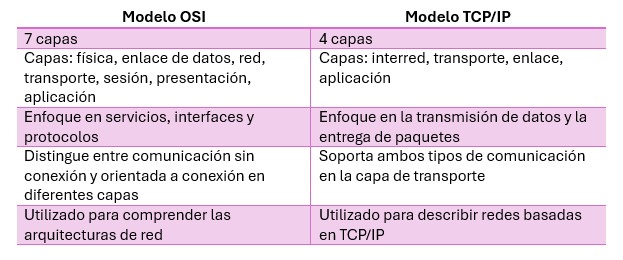 Modelo OSI
Modelo TCP/IP
7 capas
4 capas
Capas: física, enlace de datos, red,
transporte, sesión, presentación,
aplicación
Capas: interred, transporte, enlace,
aplicación
Enfoque en servicios, interfaces y
protocolos
Enfoque en la transmisión de datos y la
entrega de paquetes
Distingue entre comunicación sin
conexión y orientada a conexión en
diferentes capas
Soporta ambos tipos de comunicación
en la capa de transporte
Utilizado para comprender las
arquitecturas de red
Utilizado para describir redes basadas
en TCP/IP